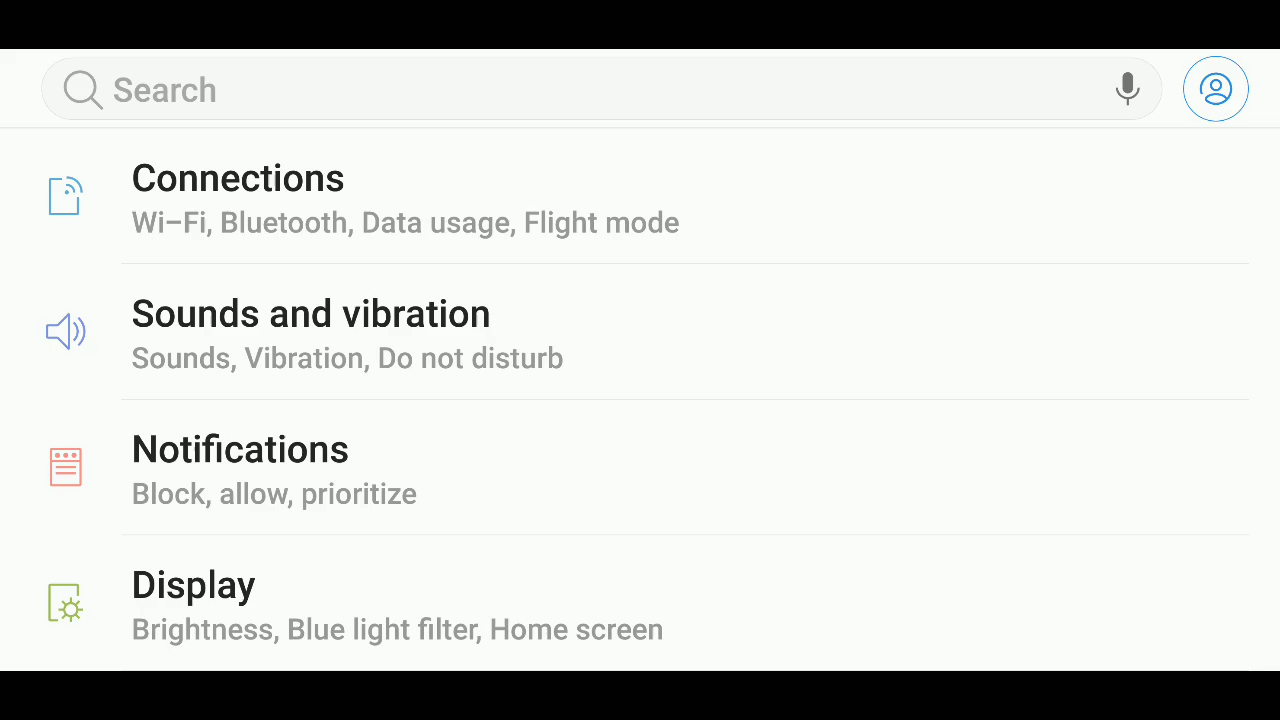 Search
Connections
Wi-Fi, Bluetooth, Data usage, Flight mode
Sounds and vibration
Sounds, Vibration, Do not disturb
Notifications
Block, allow, prioritize
Display
Brightness, Blue light filter, Home screen